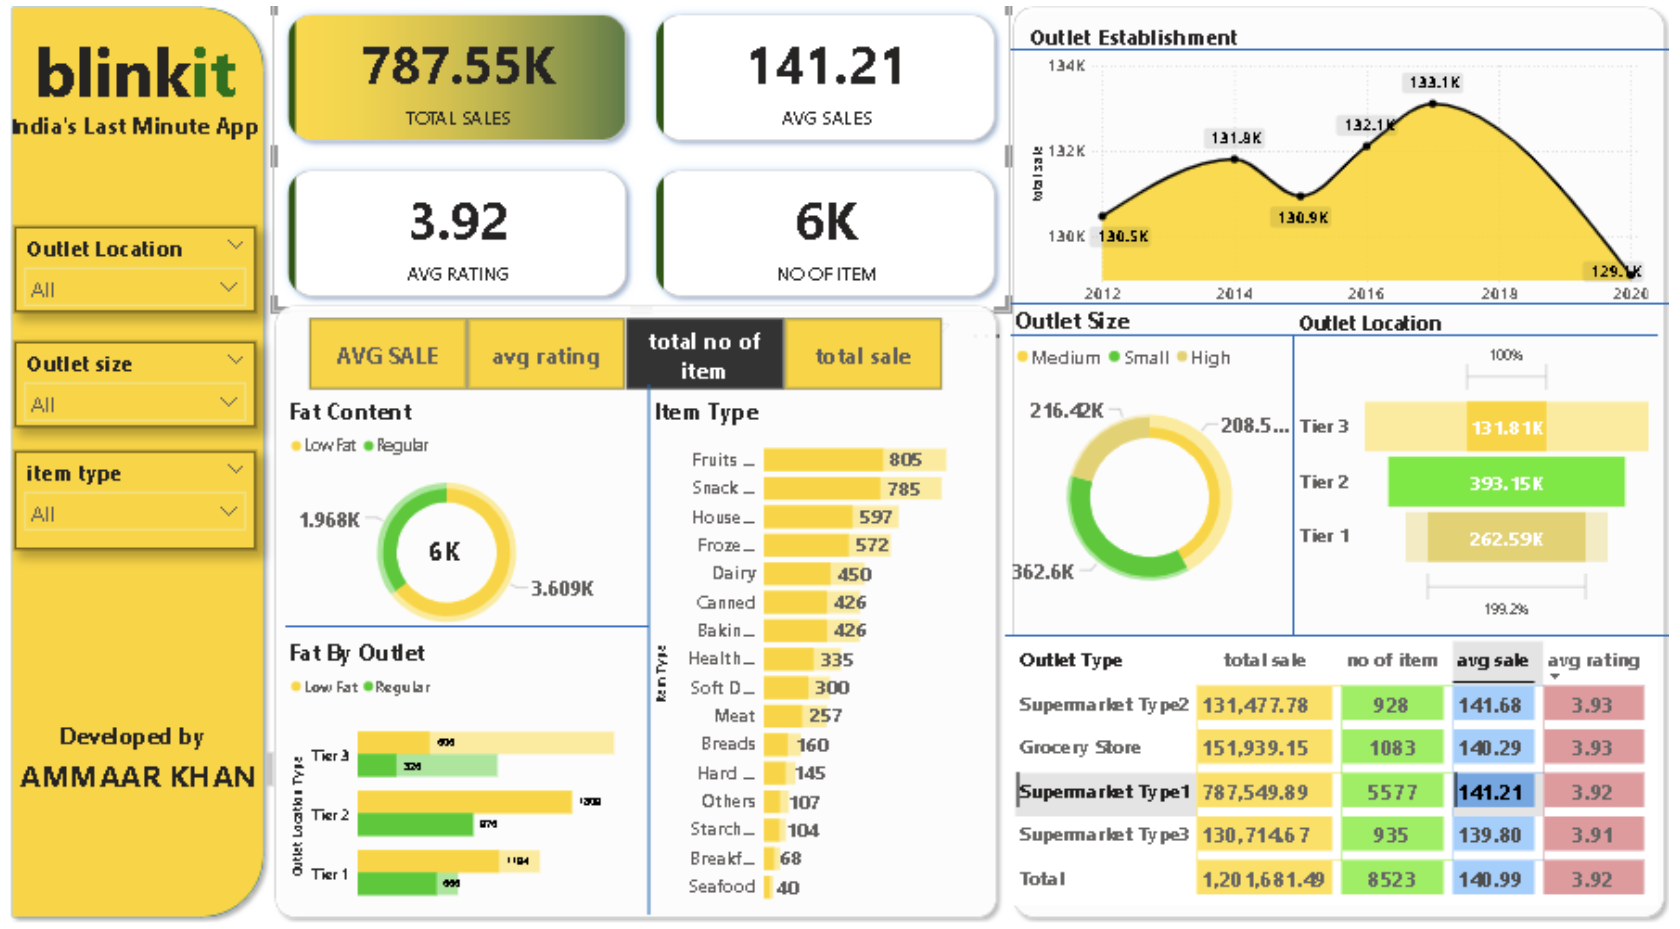 blinkit
India's Last Minute App
Outlet Location
All
Outlet size
All
item type
All
Developed by
AMMAAR KHAN
787.55K
TOTAL SALES
141.21
AVG SALES
3.92
AVG RATING
6K
NO OF ITEM
AVG SALE
avg rating
total no of
item
total sale
Fat Content
Low Fat Regular
1.968K
6K
3.609K
Fat By Outlet
Low Fat Regular
Outlet Location Type
Tier 3
Tier 2
Tier 1
1194
Item Type
Item Type
Fruits ... 805
Snack ... 785
House... 597
Froze... 572
Dairy 450
Canned 426
Bakin... 426
Health... 335
Soft D... 300
Meat 257
Breads 160
Hard ... 145
Others 107
Starch... 104
Breakf... 68
Seafood 40
Outlet Establishment
total sale
134K
132K
130K
130.5K
131.8K
130.9K
132.1K
133.1K
129.1K
2012 2014 2016 2018 2020
Outlet Size
Medium Small High
216.42K
208.5...
362.6K
Outlet Location
100%
Tier 3 131.81K
Tier 2 393.15K
Tier 1 262.59K
199.2%
Outlet Type total sale no of item avg sale avg rating
Supermarket Type2 131,477.78 928 141.68 3.93
Grocery Store 151,939.15 1083 140.29 3.93
Supermarket Type1 787,549.89 5577 141.21 3.92
Supermarket Type3 130,714.67 935 139.80 3.91
Total 1,201,681.49 8523 140.99 3.92